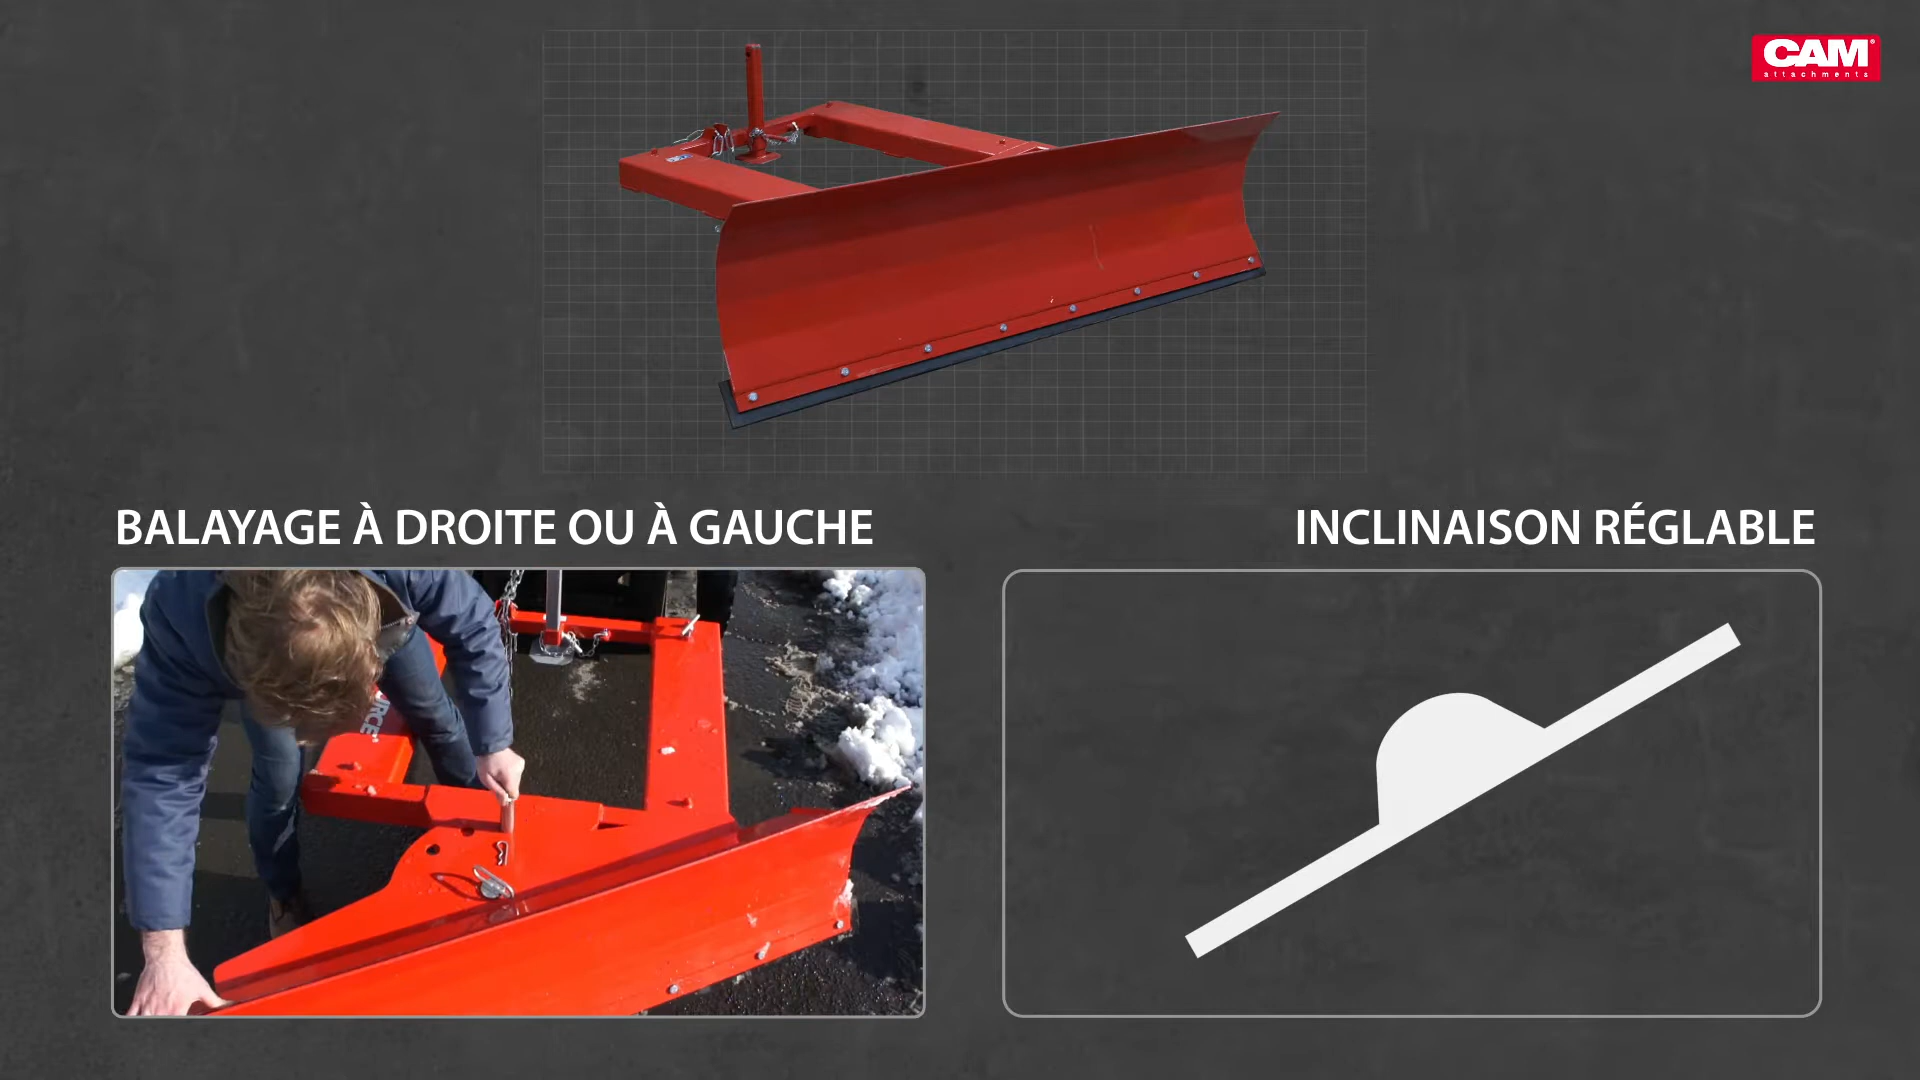 CAM
attachments
BALAYAGE À DROITE OU À GAUCHE
INCLINAISON RÉGLABLE